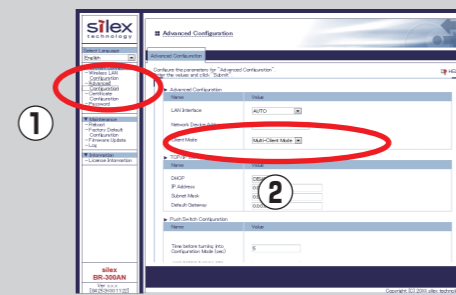 silex
technology
Advanced Configuration
Select Language
English
Wireless LAN
Configuration
Advanced
Configuration
Certificate
Configuration
Password
Maintenance
Reboot
Factory Default
Configuration
Firmware Update
Log
Information
License Information
silex
BR-300AN
Advanced Configuration
Configure the parameters for "Advanced Configuration".
Enter the values and click "Submit".
HEL
Advanced Configuration
Name Value
LAN Interface AUTO
Network Device
Client Mode Multi-Client Mode
TCP/IP
Name Value
DHCP
IP Address
Subnet Mask
Default Gateway
Push Switch Configuration
Name Value
Time before turning into
Configuration Mode (sec) 5
1
2